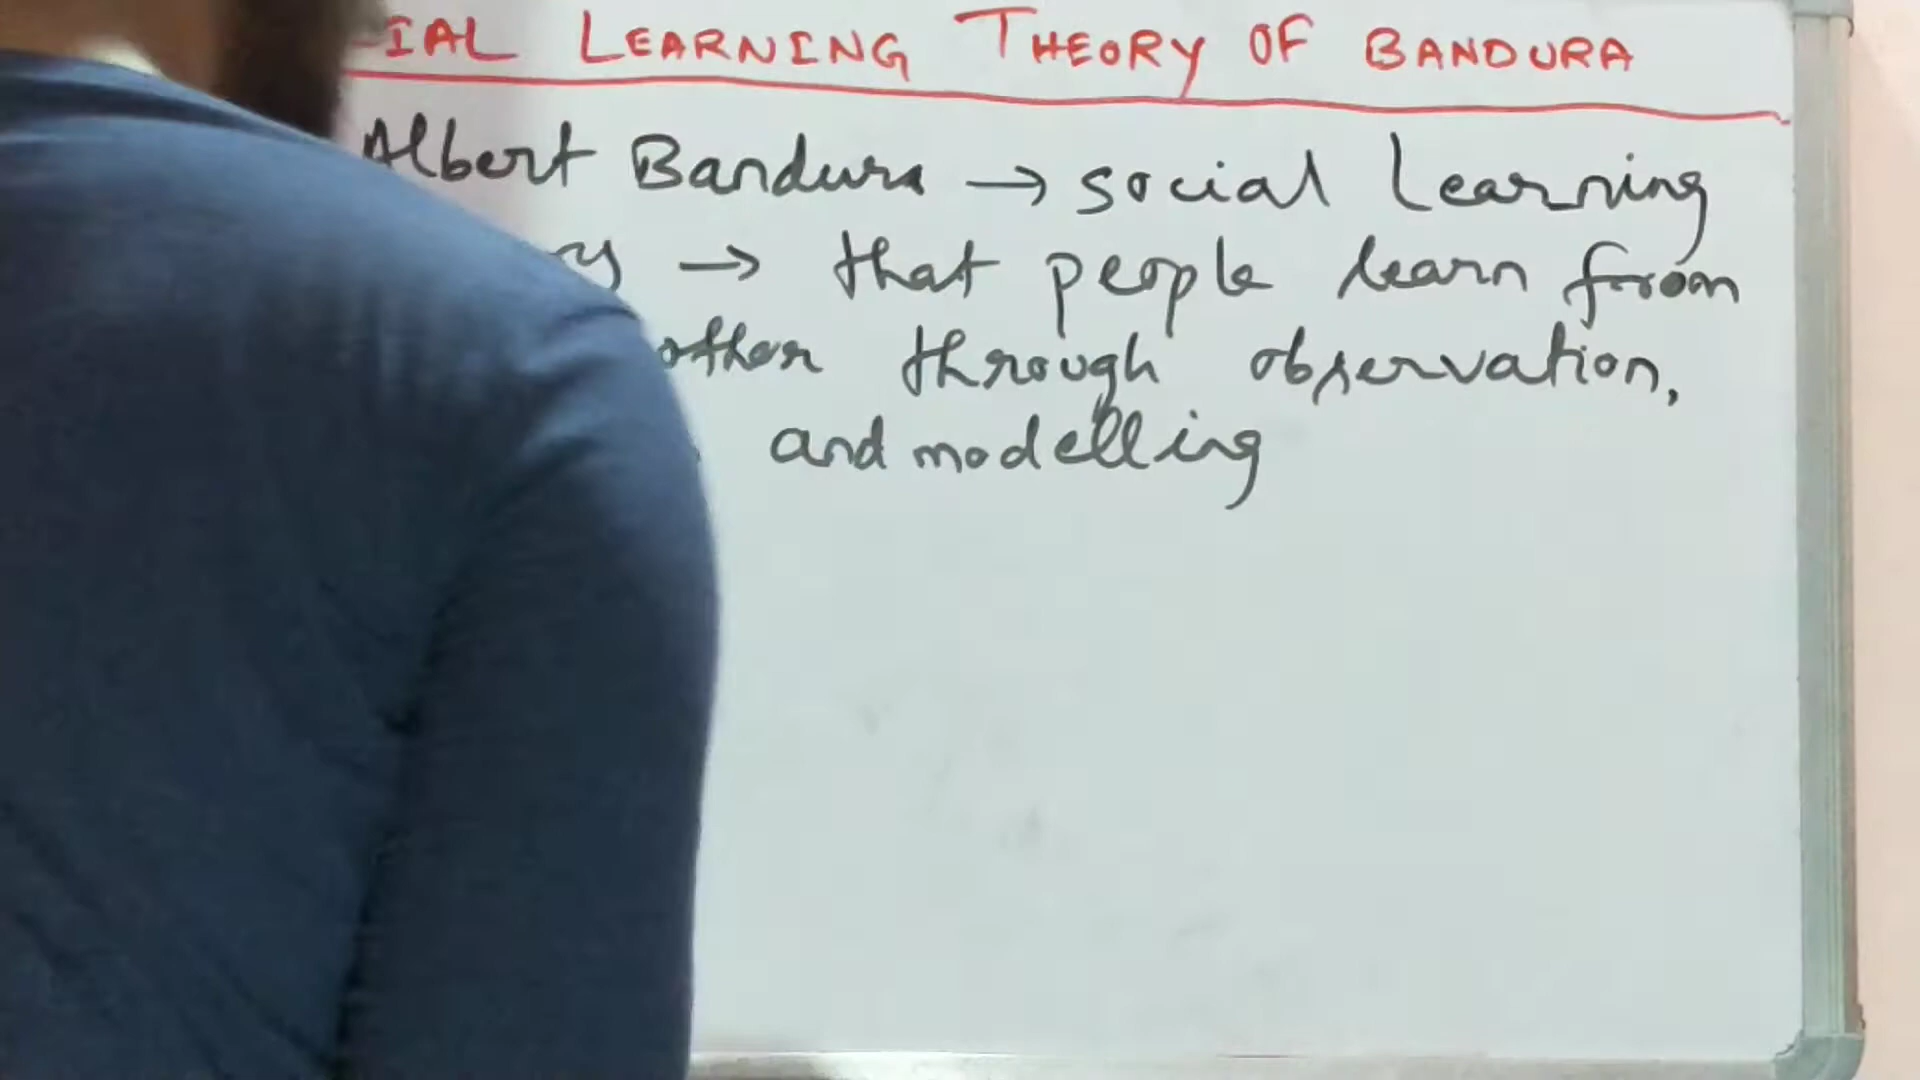 IAL LEARNING THEORY OF BANDURA
Albert Bandura → social Learning
→ that people learn from
other through observation,
and modelling